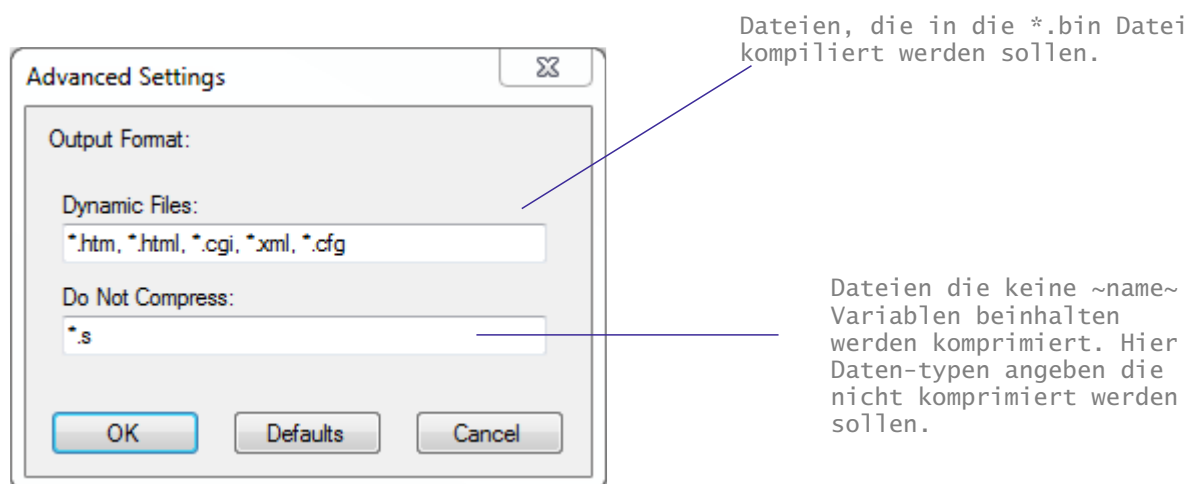 Dateien, die in die *.bin Datei
kompiliert werden sollen.
Advanced Settings
Output Format:
Dynamic Files:
*.htm, *.html, *.cgi, *.xml, *.cfg
Do Not Compress:
*.s
Dateien die keine ~name~
Variablen beinhalten
werden komprimiert. Hier
Daten-typen angeben die
nicht komprimiert werden
sollen.
OK
Defaults
Cancel